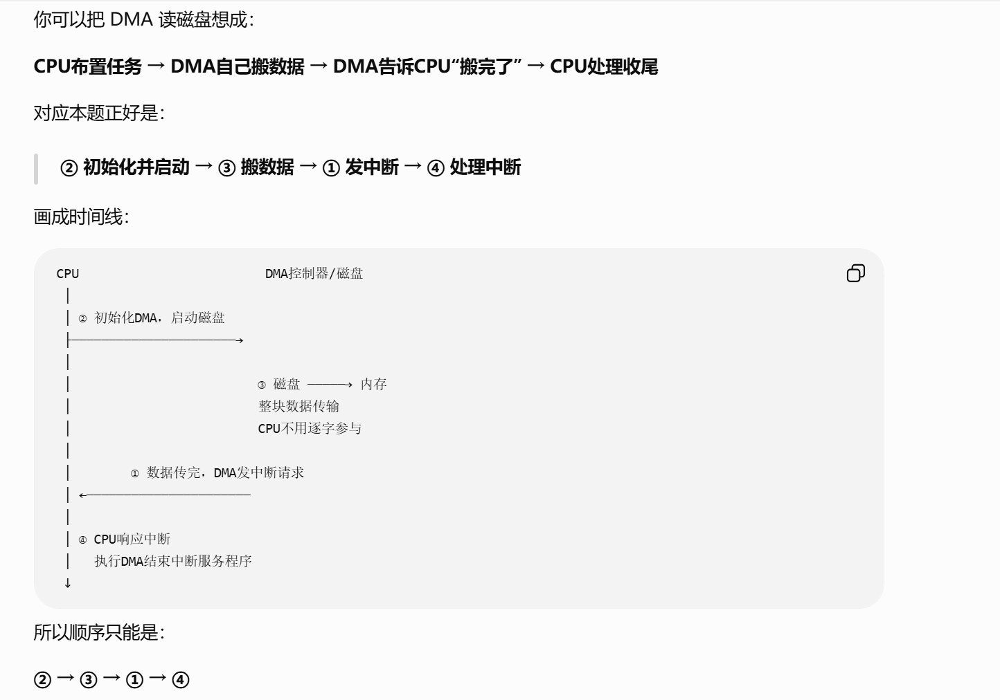 你可以把 DMA 读磁盘想成：
CPU布置任务 → DMA自己搬数据 → DMA告诉CPU“搬完了” → CPU处理收尾
对应本题正好是：
② 初始化并启动 → ③ 搬数据 → ① 发中断 → ④ 处理中断
画成时间线：
CPU DMA控制器/磁盘
② 初始化DMA，启动磁盘
③ 磁盘 ─────→ 内存
整块数据传输
CPU不用逐字参与
① 数据传完，DMA发中断请求
④ CPU响应中断
执行DMA结束中断服务程序
所以顺序只能是：
② → ③ → ① → ④